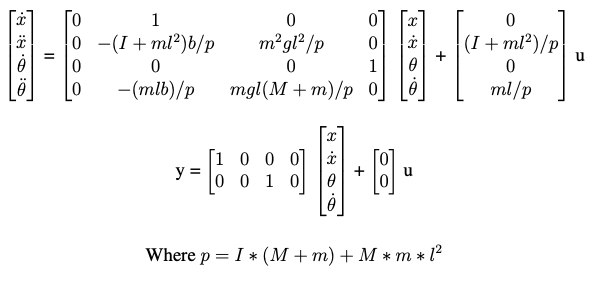 [ẋ ẍ θ̇ θ̈] = [0 1 0 0; 0 −(I + ml²)b/p m²gl²/p 0; 0 0 0 1; 0 −(mlb)/p mgl(M + m)/p 0] [x ẋ θ θ̇] + [0; (I + ml²)/p; 0; ml/p] u
y = [1 0 0 0; 0 0 1 0] [x ẋ θ θ̇] + [0; 0] u
Where p = I * (M + m) + M * m * l²